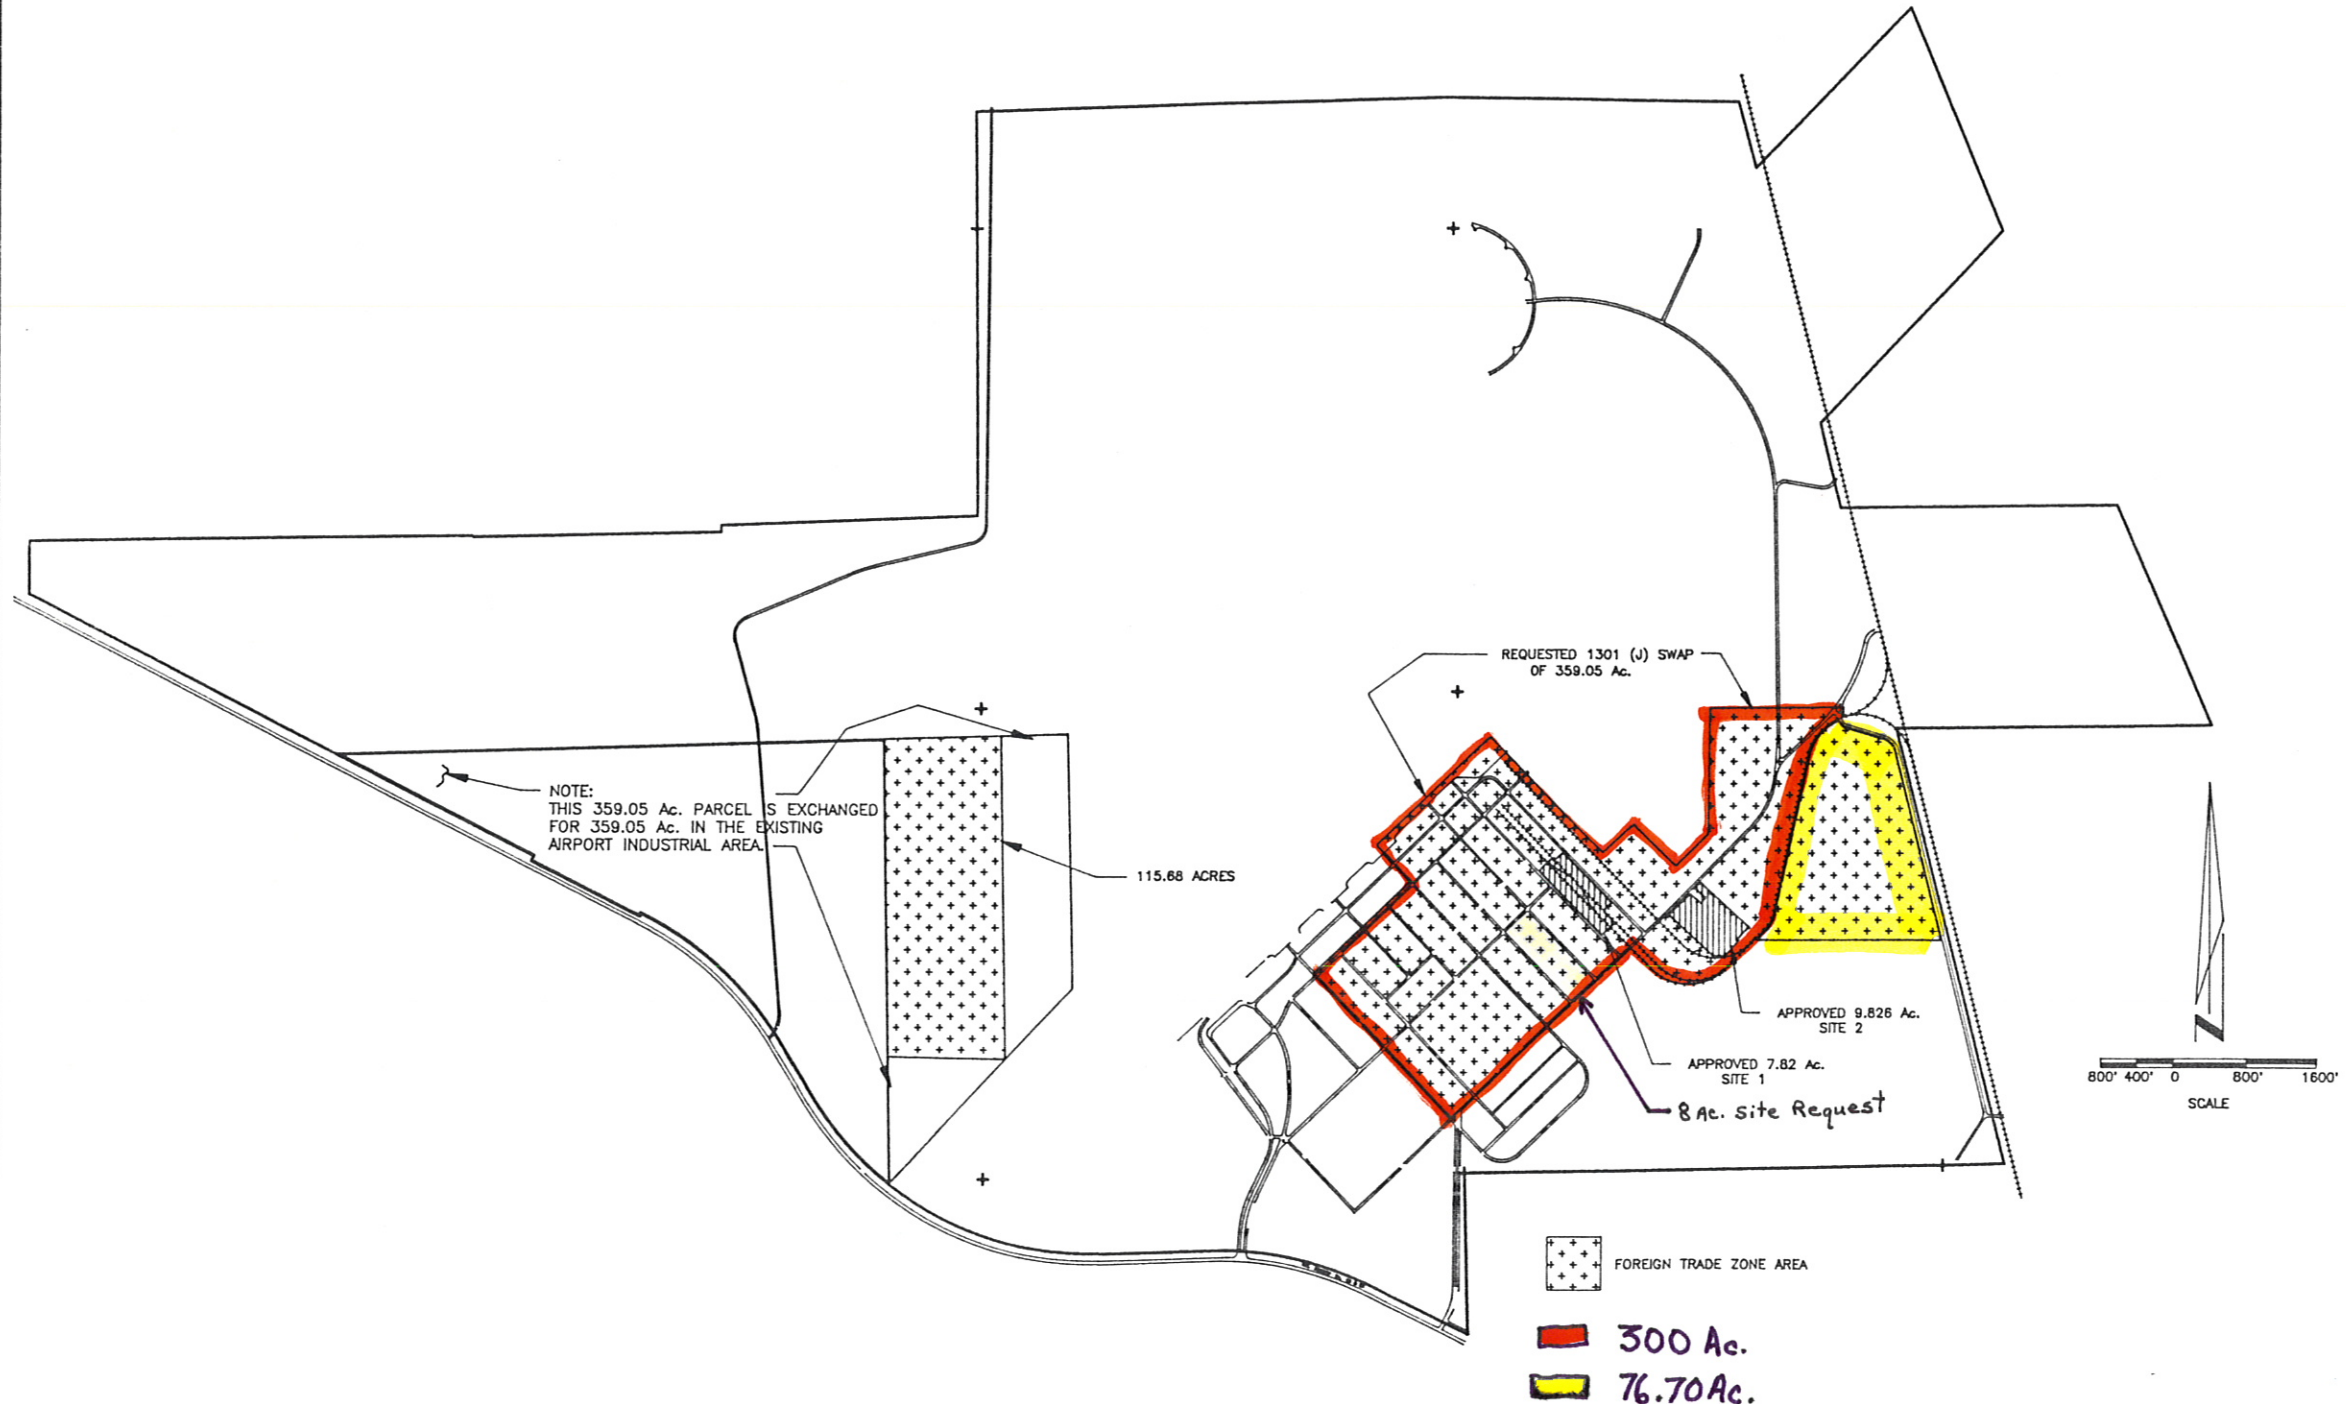 REQUESTED 1301 (J) SWAP
OF 359.05 Ac.
NOTE:
THIS 359.05 Ac. PARCEL IS EXCHANGED
FOR 359.05 Ac. IN THE EXISTING
AIRPORT INDUSTRIAL AREA.
115.68 ACRES
APPROVED 9.826 Ac.
SITE 2
APPROVED 7.82 Ac.
SITE 1
8 Ac. site Request
800' 400' 0 800' 1600'
SCALE
FOREIGN TRADE ZONE AREA
300 Ac.
76.70 Ac.